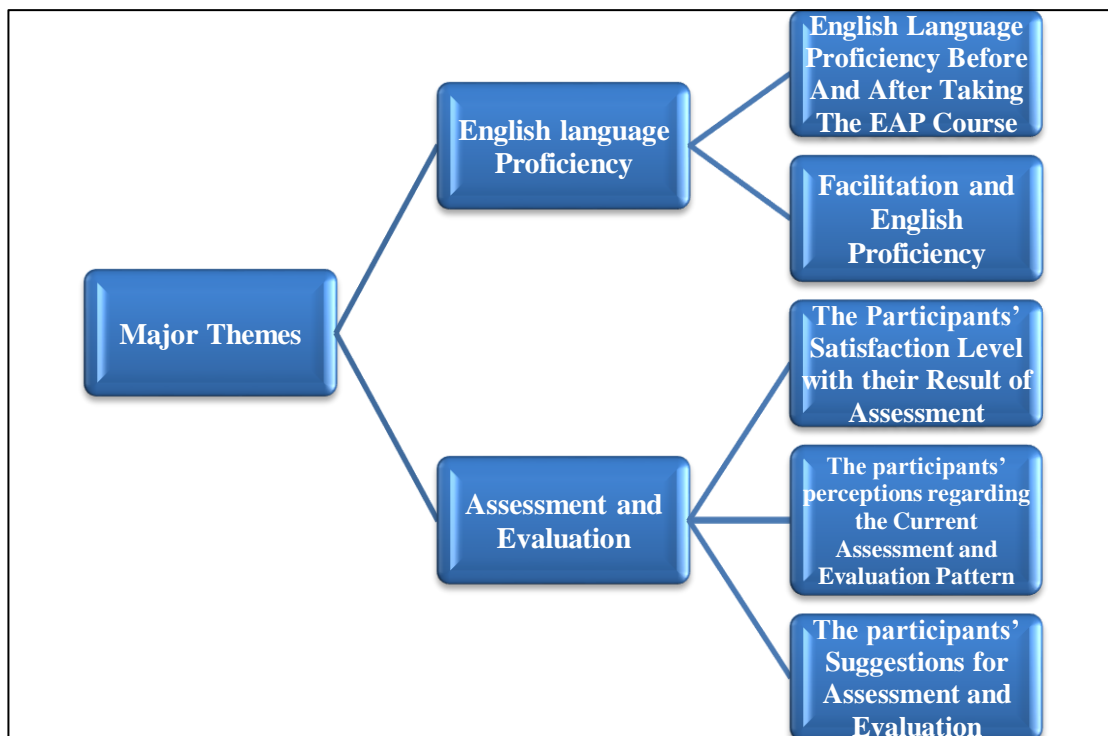 English Language
Proficiency Before
And After Taking
The EAP Course
English language
Proficiency
Facilitation and
English
Proficiency
Major Themes
The Participants’
Satisfaction Level
with their Result of
Assessment
Assessment and
Evaluation
The participants’
perceptions regarding
the Current
Assessment and
Evaluation Pattern
The participants’
Suggestions for
Assessment and
Evaluation